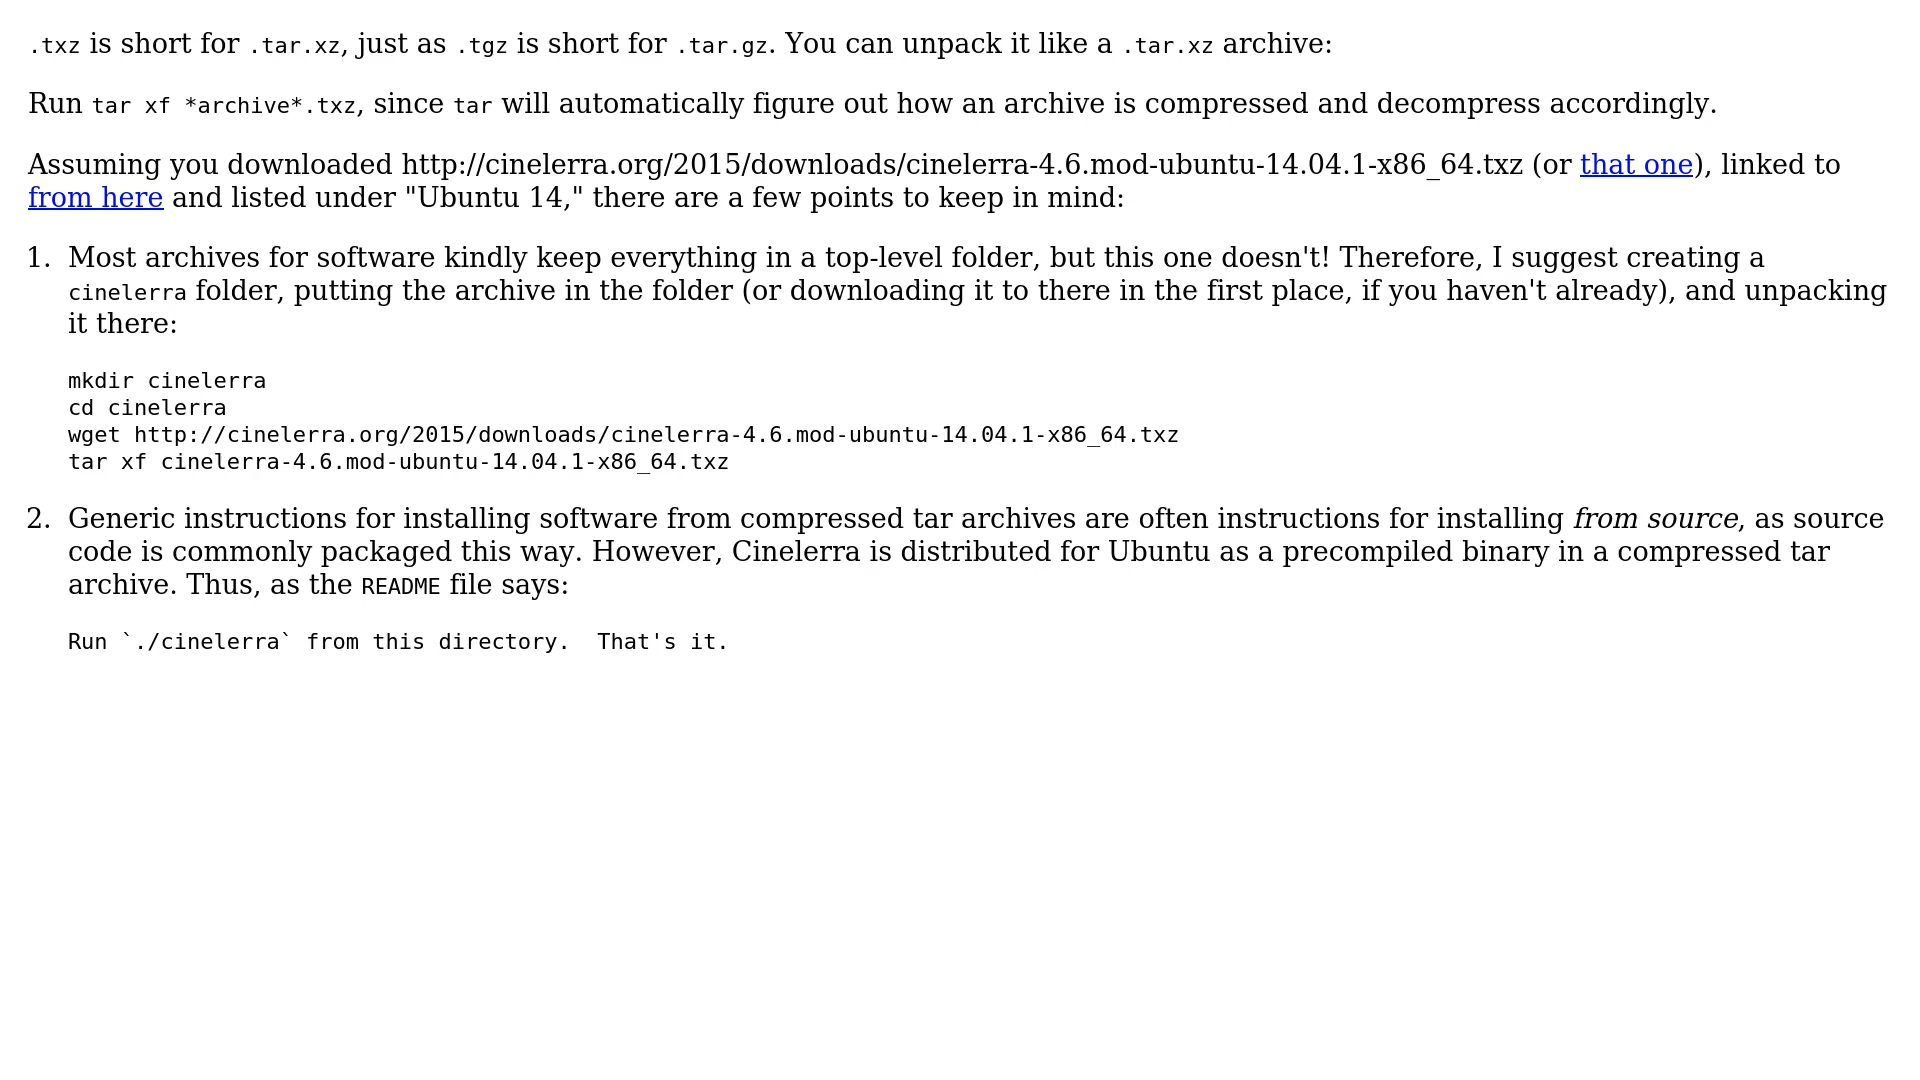 .txz is short for .tar.xz, just as .tgz is short for .tar.gz. You can unpack it like a .tar.xz archive:
Run tar xf *archive*.txz, since tar will automatically figure out how an archive is compressed and decompress accordingly.
Assuming you downloaded http://cinelerra.org/2015/downloads/cinelerra-4.6.mod-ubuntu-14.04.1-x86_64.txz (or that one), linked to
from here and listed under "Ubuntu 14," there are a few points to keep in mind:
1. Most archives for software kindly keep everything in a top-level folder, but this one doesn't! Therefore, I suggest creating a
cinelerra folder, putting the archive in the folder (or downloading it to there in the first place, if you haven't already), and unpacking
it there:
mkdir cinelerra
cd cinelerra
wget http://cinelerra.org/2015/downloads/cinelerra-4.6.mod-ubuntu-14.04.1-x86_64.txz
tar xf cinelerra-4.6.mod-ubuntu-14.04.1-x86_64.txz
2. Generic instructions for installing software from compressed tar archives are often instructions for installing from source, as source
code is commonly packaged this way. However, Cinelerra is distributed for Ubuntu as a precompiled binary in a compressed tar
archive. Thus, as the README file says:
Run `./cinelerra` from this directory.  That's it.